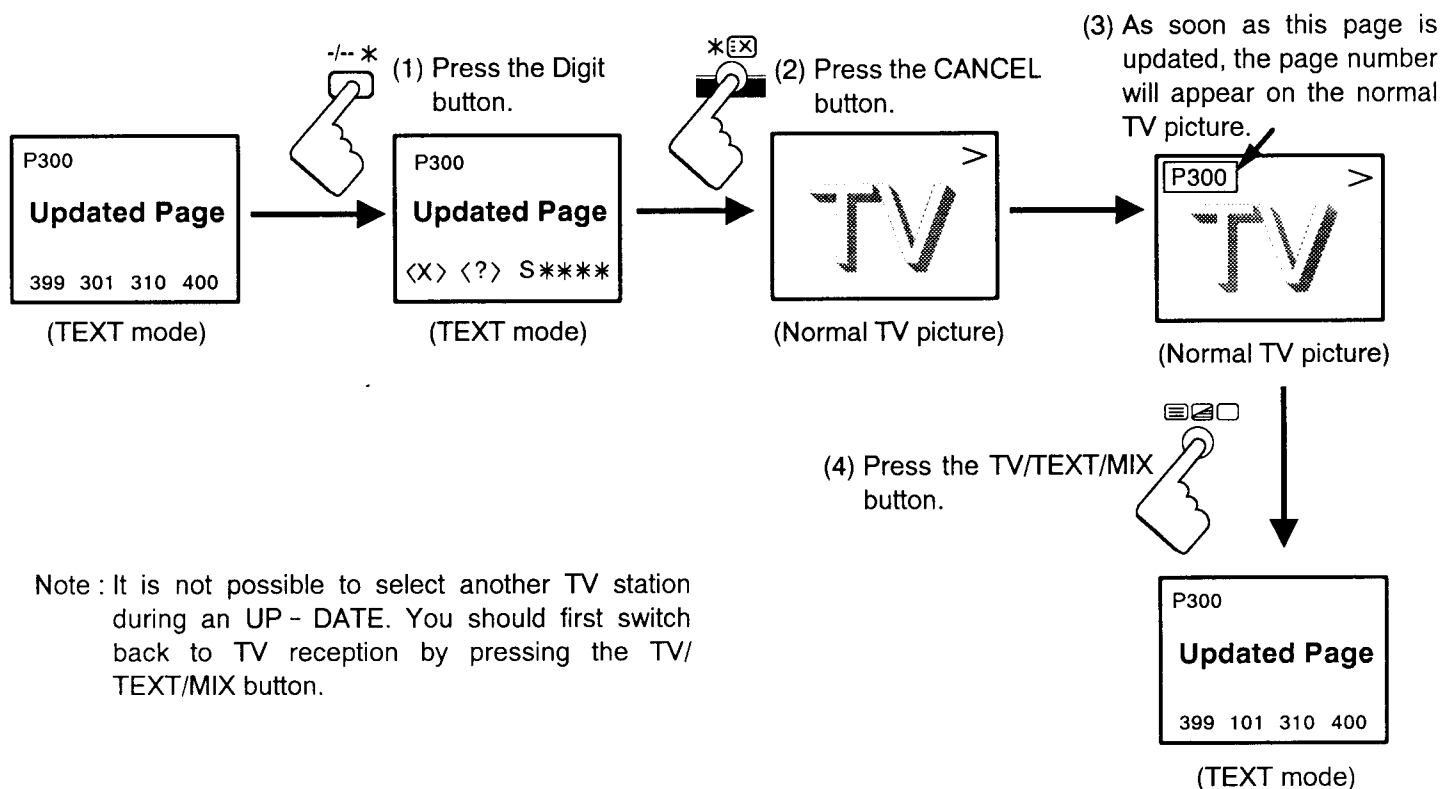 -/-- *
(1) Press the Digit
button.
P300
Updated Page
399 301 310 400
(TEXT mode)
P300
Updated Page
<X> <?> S****
(TEXT mode)
*
(2) Press the CANCEL
button.
>
TV
(Normal TV picture)
(3) As soon as this page is
updated, the page number
will appear on the normal
TV picture.
P300 >
TV
(Normal TV picture)
(4) Press the TV/TEXT/MIX
button.
P300
Updated Page
399 101 310 400
(TEXT mode)
Note : It is not possible to select another TV station
during an UP - DATE. You should first switch
back to TV reception by pressing the TV/
TEXT/MIX button.